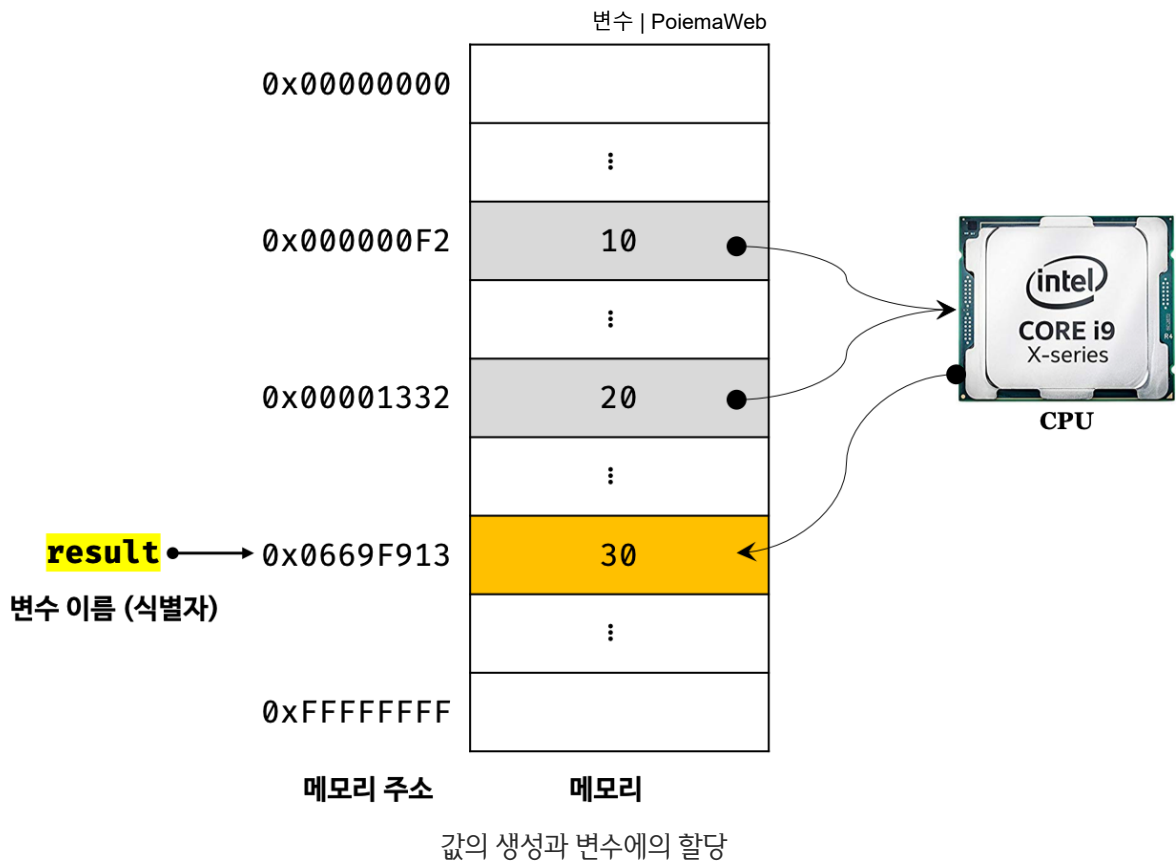 변수 | PoiemaWeb
0x00000000
⋮
0x000000F2 10
⋮
0x00001332 20
⋮
result 0x0669F913 30
변수 이름 (식별자)
⋮
0xFFFFFFFF
intel
CORE i9
X-series
R4
CPU
메모리 주소 메모리
값의 생성과 변수에의 할당